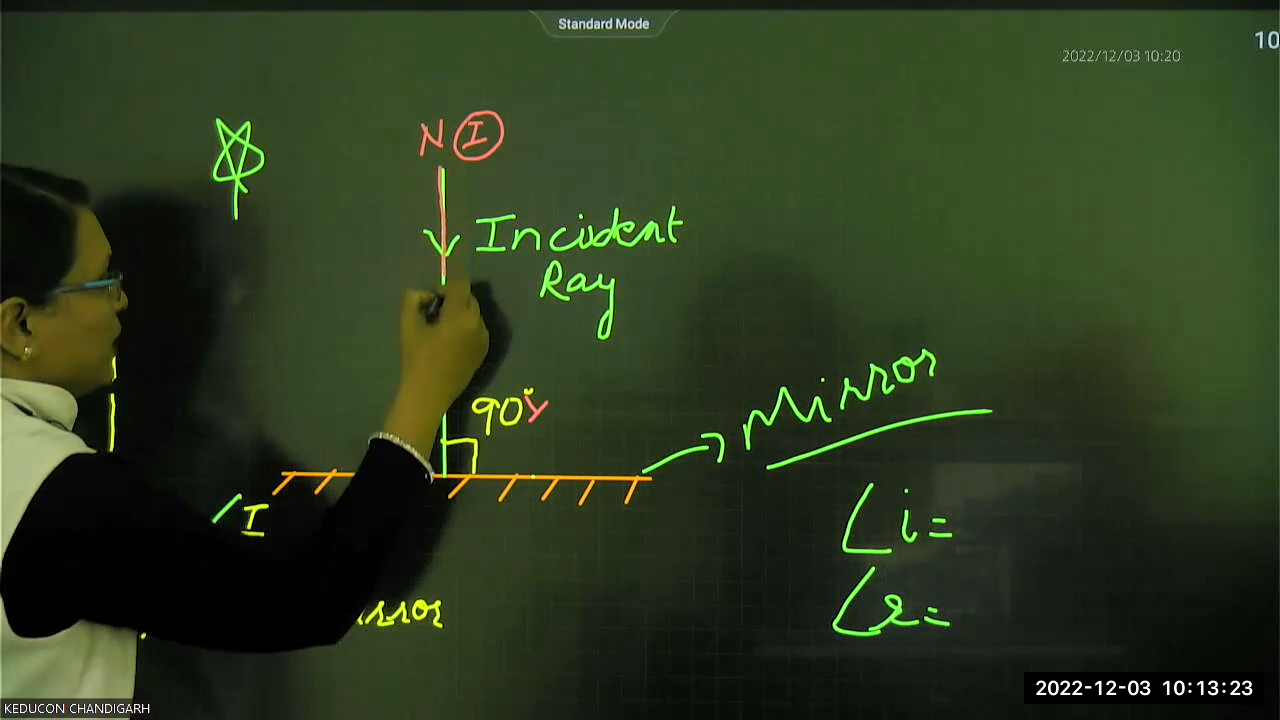 Standard Mode
10
2022/12/03 10:20
N I
Incident
Ray
90°
Mirror
∠I
∠i=
∠r=
2022-12-03 10:13:23
KEDUCON CHANDIGARH